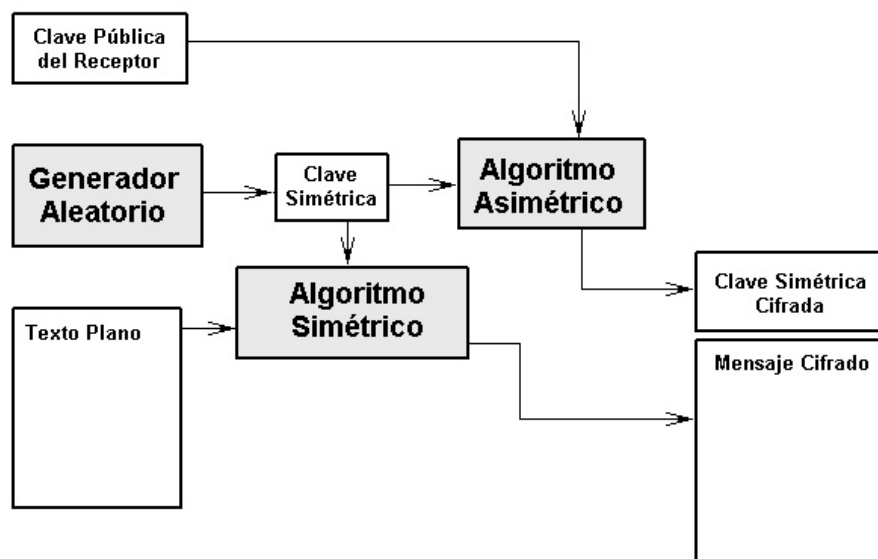 Clave Pública
del Receptor
Generador
Aleatorio
Clave
Simétrica
Algoritmo
Asimétrico
Algoritmo
Simétrico
Clave Simétrica
Cifrada
Texto Plano
Mensaje Cifrado